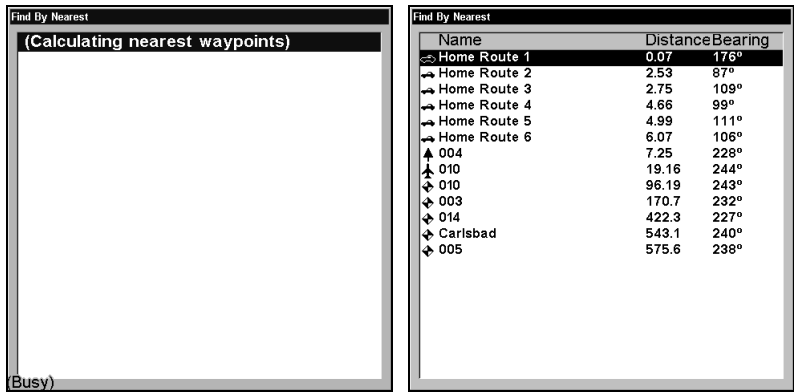 Find By Nearest
(Calculating nearest waypoints)
(Busy)
Find By Nearest
Name Distance Bearing
Home Route 1 0.07 176º
Home Route 2 2.53 87º
Home Route 3 2.75 109º
Home Route 4 4.66 99º
Home Route 5 4.99 111º
Home Route 6 6.07 106º
004 7.25 228º
010 19.16 244º
010 96.19 243º
003 170.7 232º
014 422.3 227º
Carlsbad 543.1 240º
005 575.6 238º